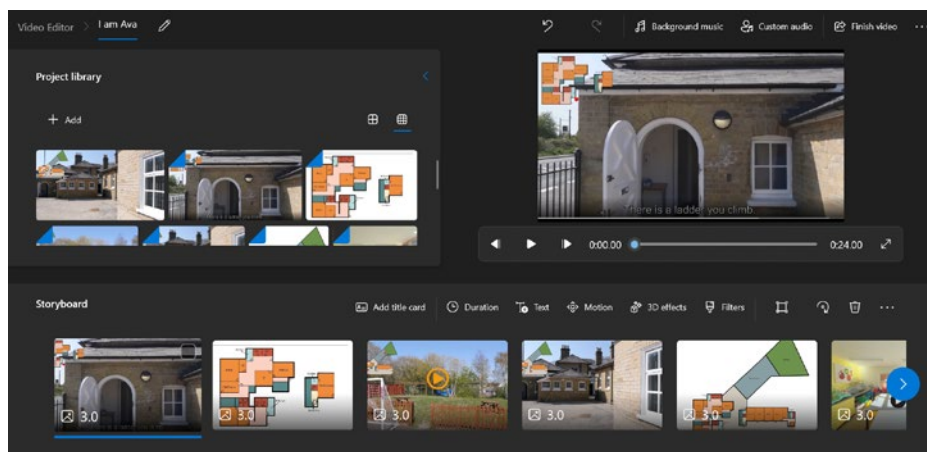 Video Editor > I am Ava
Background music
Custom audio
Finish video
Project library
+ Add
There is a ladder you climb.
0:00.00
0:24.00
Storyboard
Add title card
Duration
Text
Motion
3D effects
Filters
3.0
3.0
3.0
3.0
3.0
3.0